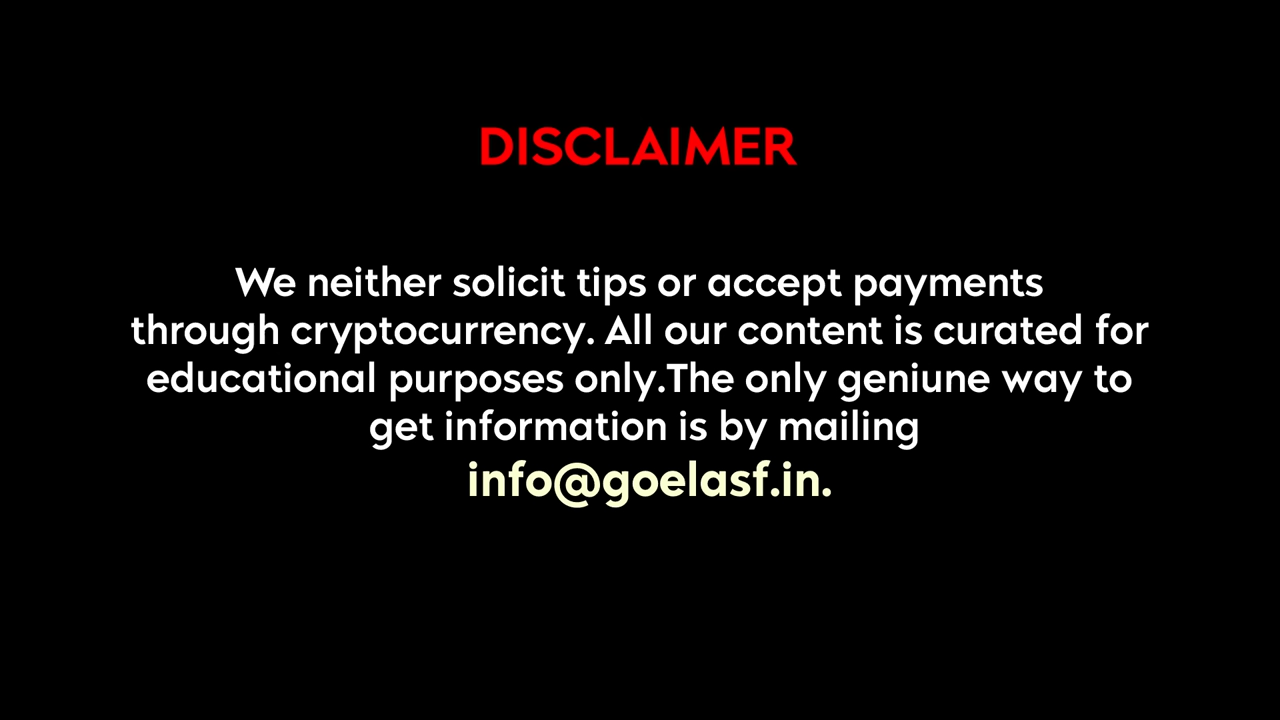 DISCLAIMER
We neither solicit tips or accept payments
through cryptocurrency. All our content is curated for
educational purposes only.The only geniune way to
get information is by mailing
info@goelasf.in.